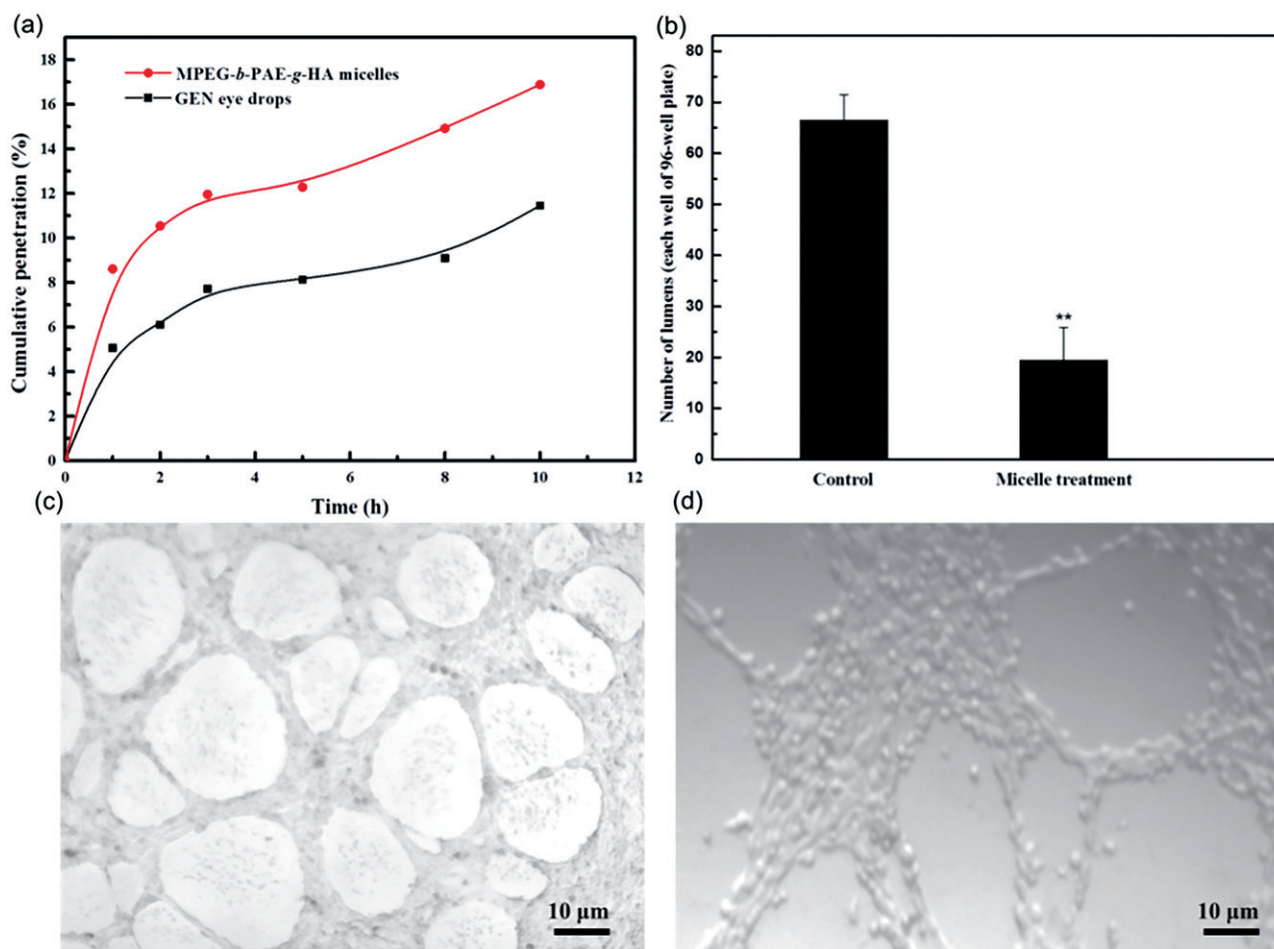 (a)
18
16
14
12
10
8
6
4
2
0
Cumulative penetration (%)
MPEG-b-PAE-g-HA micelles
GEN eye drops
0 2 4 6 8 10 12
Time (h)
(b)
80
70
60
50
40
30
20
10
0
Number of lumens (each well of 96-well plate)
**
Control Micelle treatment
(c)
10 µm
(d)
10 µm